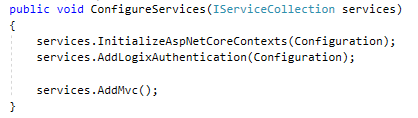 public void ConfigureServices(IServiceCollection services)
{
    services.InitializeAspNetCoreContexts(Configuration);
    services.AddLogixAuthentication(Configuration);

    services.AddMvc();
}